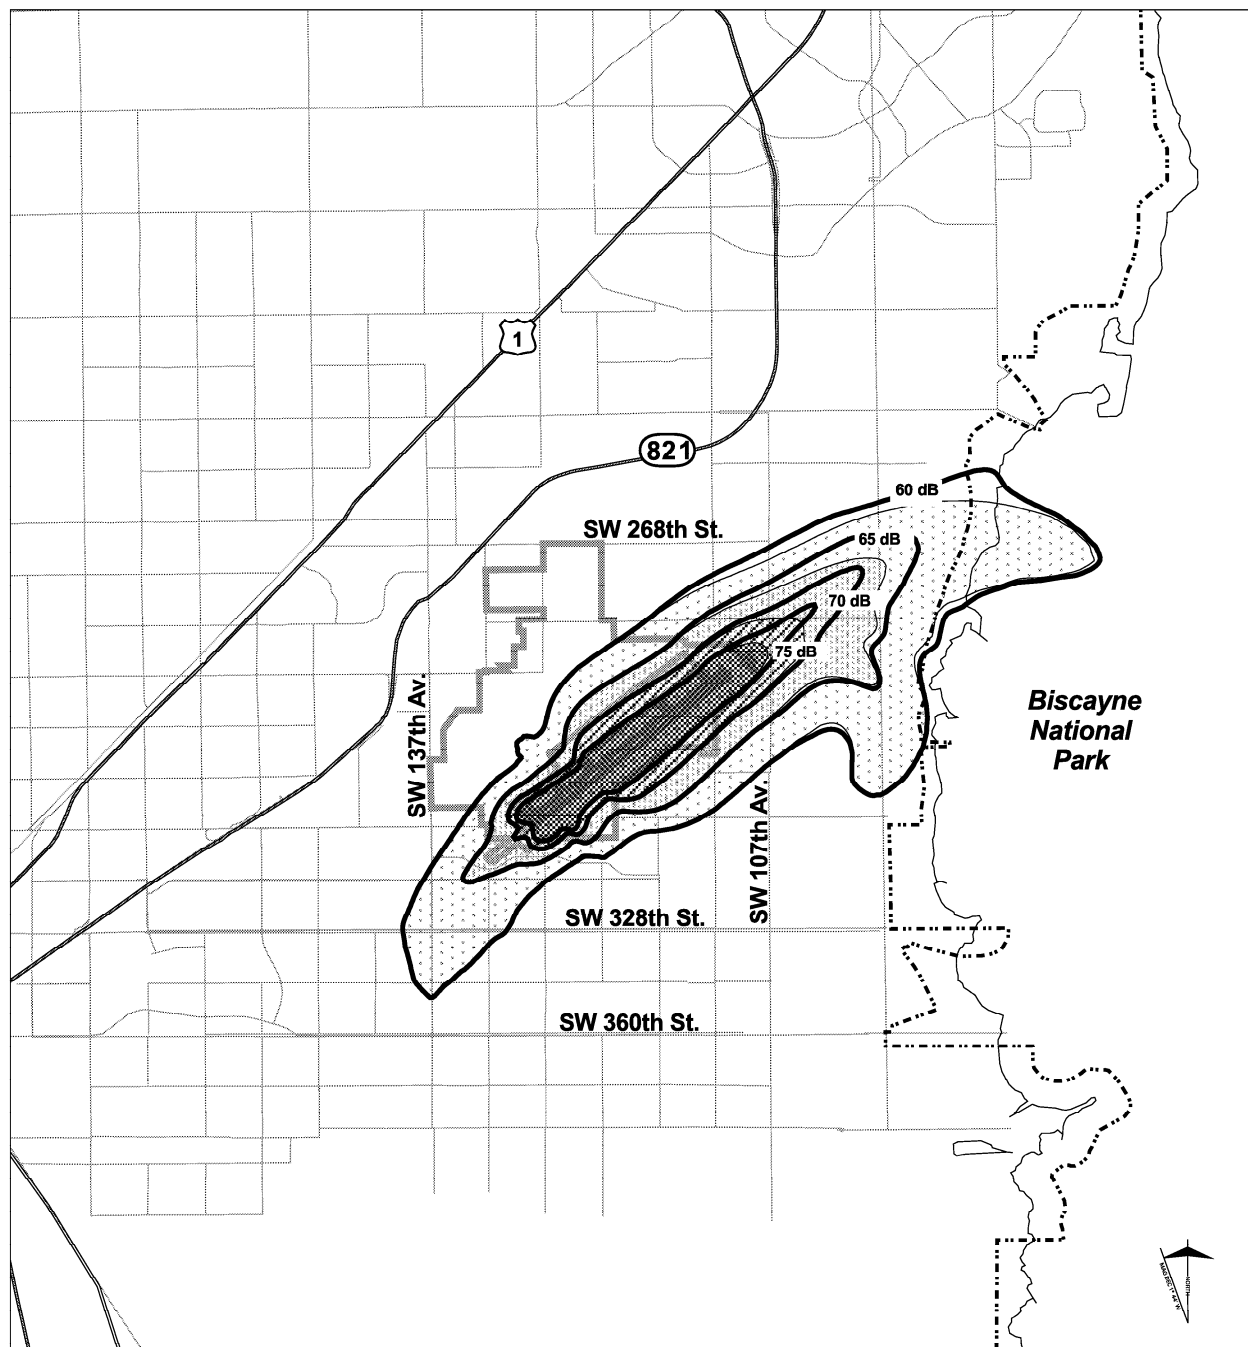 1
821
60 dB
SW 268th St.
65 dB
70 dB
75 dB
SW 137th Av.
Biscayne
National
Park
SW 107th Av.
SW 328th St.
SW 360th St.
NORTH